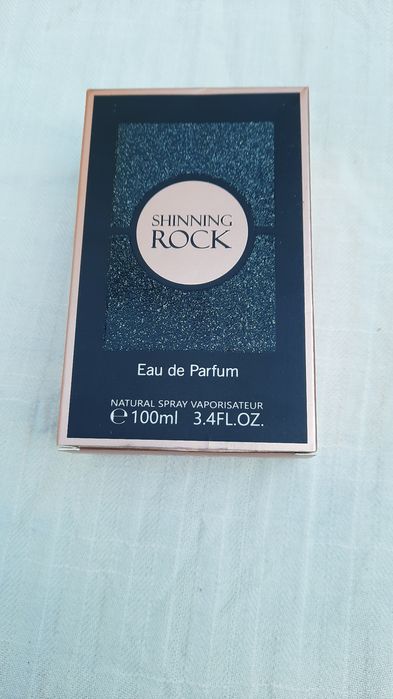 SHINNING
ROCK
Eau de Parfum
NATURAL SPRAY VAPORISATEUR
℮ 100ml 3.4FL.OZ.